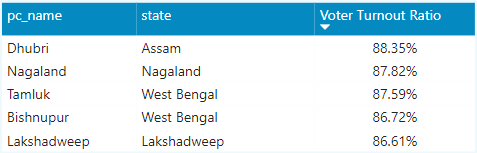 pc_name state Voter Turnout Ratio
Dhubri Assam 88.35%
Nagaland Nagaland 87.82%
Tamluk West Bengal 87.59%
Bishnupur West Bengal 86.72%
Lakshadweep Lakshadweep 86.61%